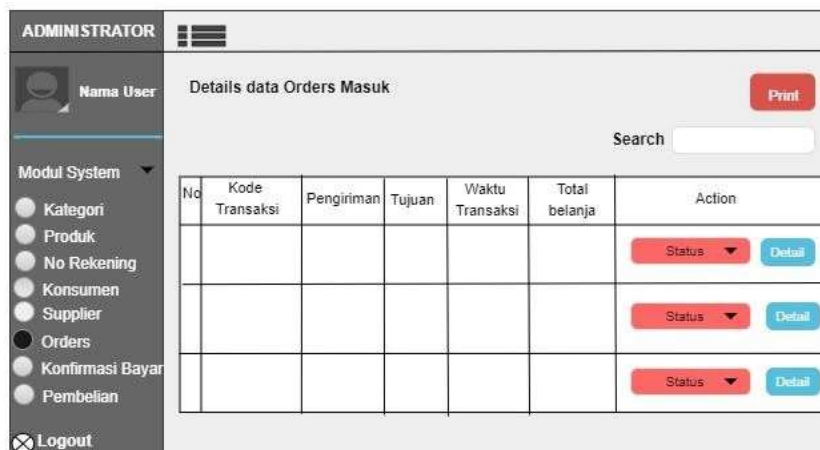 ADMINISTRATOR
Nama User
Modul System
Kategori
Produk
No Rekening
Konsumen
Supplier
Orders
Konfirmasi Bayar
Pembelian
Logout
Details data Orders Masuk
Print
Search
No Kode Transaksi Pengiriman Tujuan Waktu Transaksi Total belanja Action
Status Detail
Status Detail
Status Detail